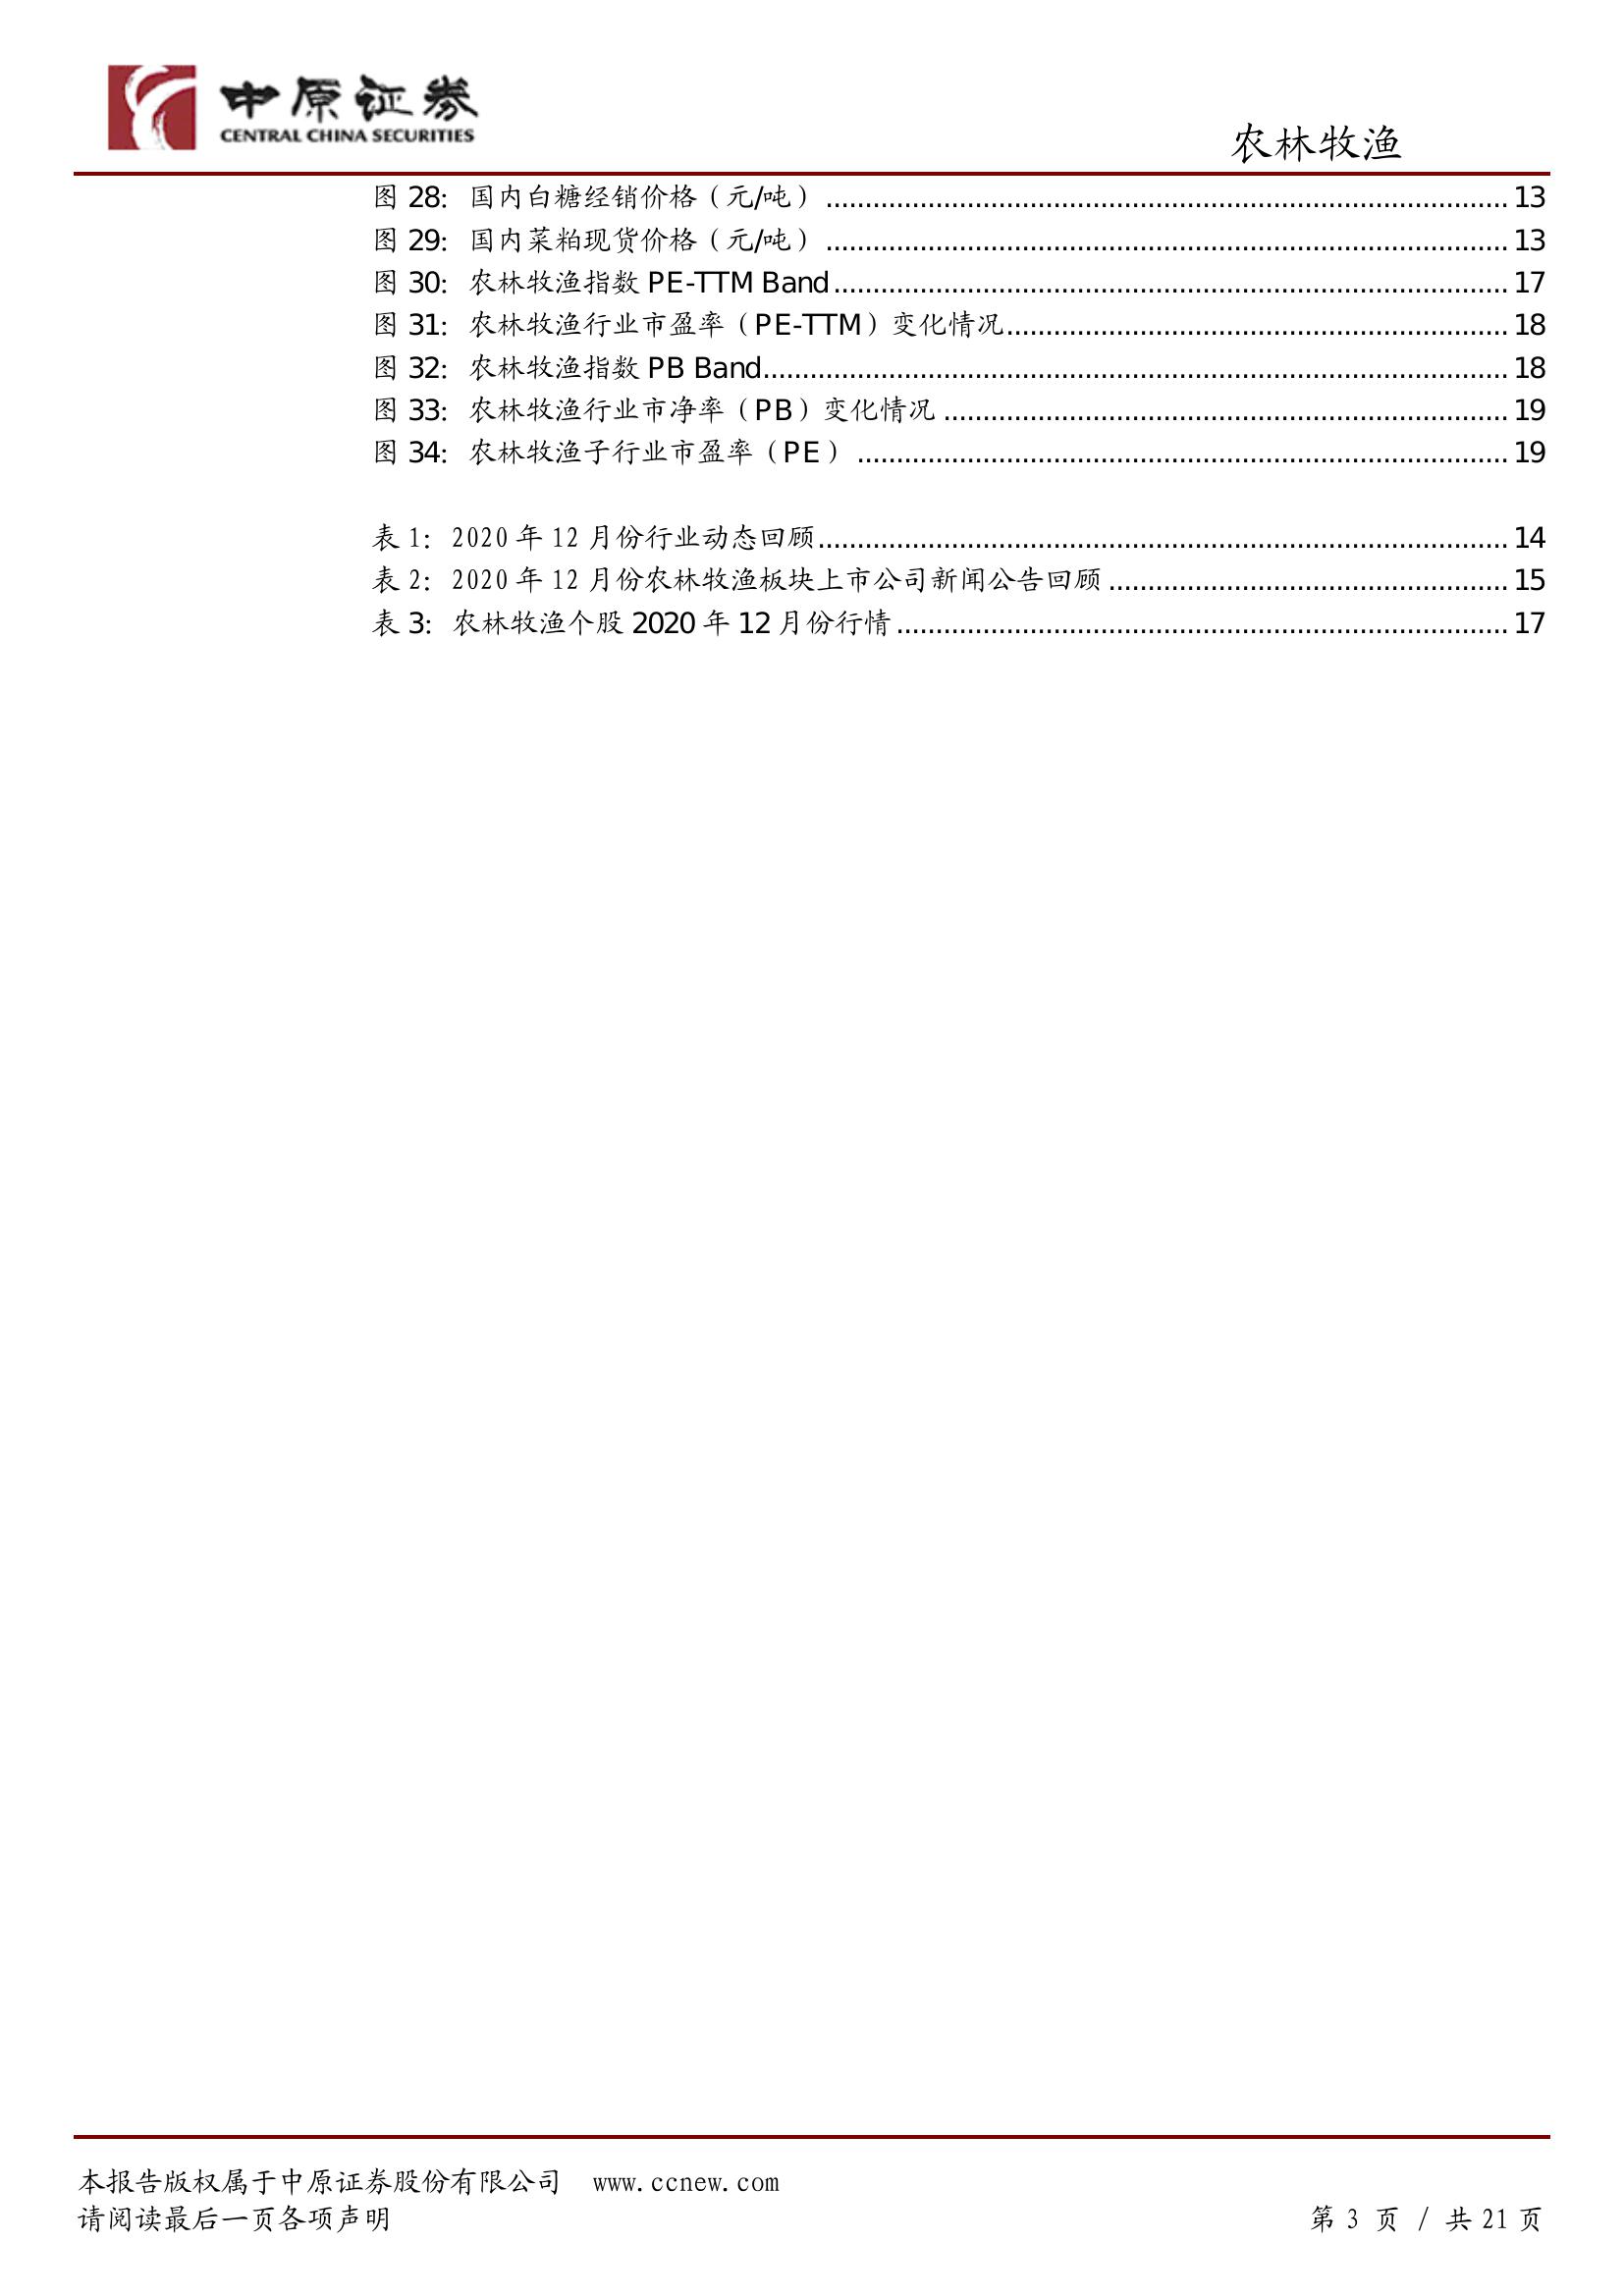 中原证券
CENTRAL CHINA SECURITIES
农林牧渔
图 28: 国内白糖经销价格（元/吨） ........................................ 13
图 29: 国内菜粕现货价格（元/吨） ........................................ 13
图 30: 农林牧渔指数 PE-TTM Band ........................................ 17
图 31: 农林牧渔行业市盈率（PE-TTM）变化情况 ........................................ 18
图 32: 农林牧渔指数 PB Band ........................................ 18
图 33: 农林牧渔行业市净率（PB）变化情况 ........................................ 19
图 34: 农林牧渔子行业市盈率（PE） ........................................ 19
表 1: 2020 年 12 月份行业动态回顾 ........................................ 14
表 2: 2020 年 12 月份农林牧渔板块上市公司新闻公告回顾 ........................................ 15
表 3: 农林牧渔个股 2020 年 12 月份行情 ........................................ 17
本报告版权属于中原证券股份有限公司 www.ccnew.com
请阅读最后一页各项声明
第 3 页 / 共 21 页